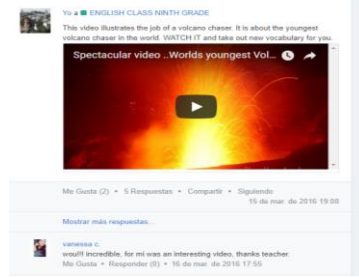 Yo a ENGLISH CLASS NINTH GRADE
This video illustrates the job of a volcano chaser. It is about the youngest
volcano chaser in the world. WATCH IT and take out new vocabulary for you.
Spectacular video ..Worlds youngest Vol...
Me Gusta (2) • 5 Respuestas • Compartir • Siguiendo
15 de mar. de 2016 19:08
Mostrar más respuestas...
vanessa c.
wou!!! incredible, for mi was an interesting video, thanks teacher.
Me Gusta • Responder (0) • 16 de mar. de 2016 17:55